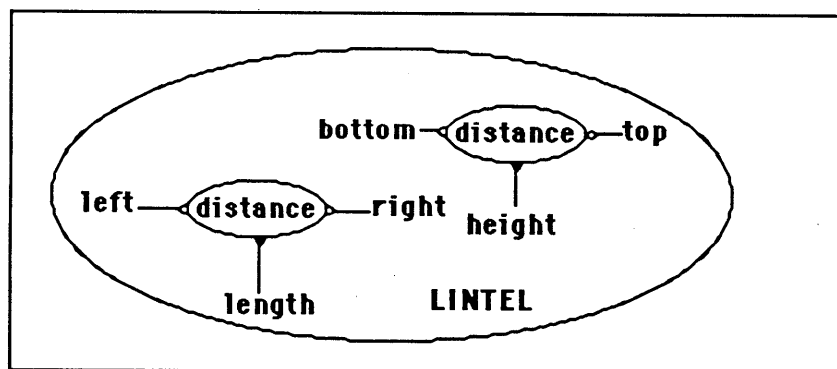 bottom distance top
left distance right
height
length LINTEL